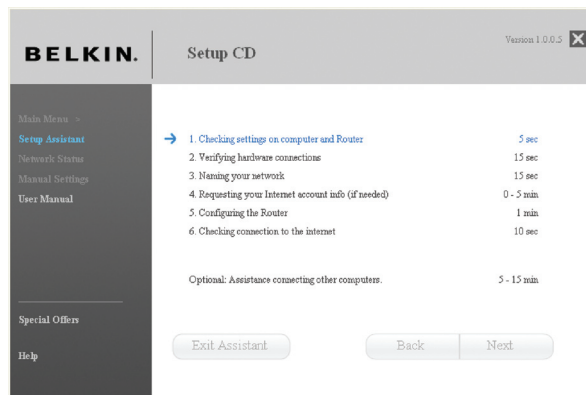 BELKIN.
Setup CD
Version 1.0.0.5
Main Menu >
Setup Assistant
Network Status
Manual Settings
User Manual
Special Offers
Help
1. Checking settings on computer and Router 5 sec
2. Verifying hardware connections 15 sec
3. Naming your network 15 sec
4. Requesting your Internet account info (if needed) 0 - 5 min
5. Configuring the Router 1 min
6. Checking connection to the internet 10 sec
Optional: Assistance connecting other computers. 5 - 15 min
Exit Assistant Back Next